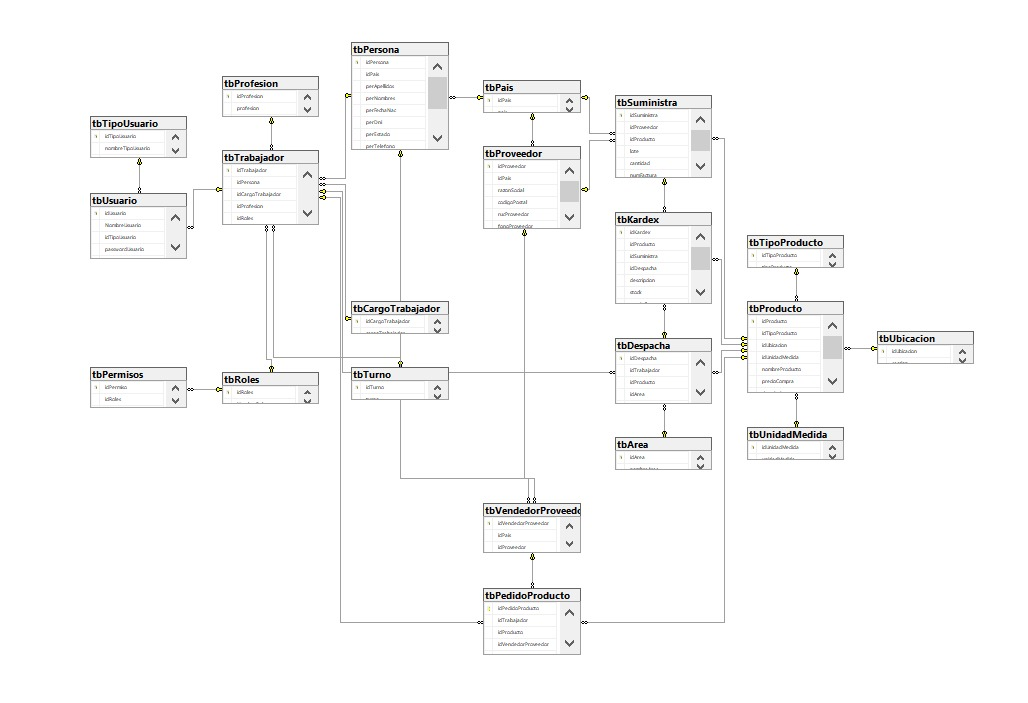 tbPersona
idPersona
idPais
perApellidos
perNombres
perFechaNac
perDni
perEstado
perTelefono
tbProfesion
idProfesion
profesion
tbPais
idPais
tbSuministra
idSuministra
idProveedor
idProducto
lote
cantidad
numFactura
tbTipoUsuario
idTipoUsuario
nombreTipoUsuario
tbTrabajador
idTrabajador
idPersona
idCargoTrabajador
idProfesion
idRoles
tbProveedor
idProveedor
idPais
razonSocial
codigoPostal
rucProveedor
fonoProveedor
tbUsuario
idUsuario
NombreUsuario
idTipoUsuario
passwordUsuario
tbKardex
idKardex
idProducto
idSuministra
idDespacha
descripcion
stock
tbTipoProducto
idTipoProducto
tbCargoTrabajador
idCargoTrabajador
tbProducto
idProducto
idTipoProducto
idUbicacion
idUnidadMedida
nombreProducto
precioCompra
tbUbicacion
idUbicacion
tbDespacha
idDespacha
idTrabajador
idProducto
idArea
tbPermisos
idPermiso
idRoles
tbRoles
idRoles
tbTurno
idTurno
tbArea
idArea
tbUnidadMedida
idUnidadMedida
tbVendedorProveedo
idVendedorProveedor
idPais
idProveedor
tbPedidoProducto
idPedidoProducto
idTrabajador
idProducto
idVendedorProveedor